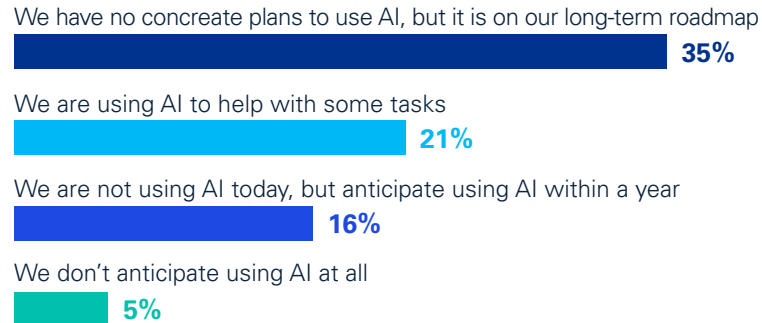 We have no concreate plans to use AI, but it is on our long-term roadmap
35%
We are using AI to help with some tasks
21%
We are not using AI today, but anticipate using AI within a year
16%
We don’t anticipate using AI at all
5%